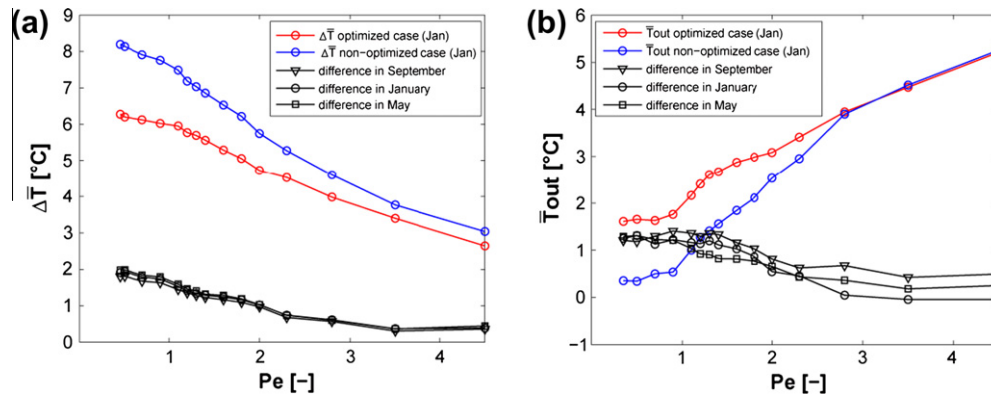 (a)
9
8
7
6
5
4
3
2
1
0
ΔT̿ [°C]
ΔT̅ optimized case (Jan)
ΔT̅ non-optimized case (Jan)
difference in September
difference in January
difference in May
1 2 3 4
Pe [–]
(b)
6
5
4
3
2
1
0
−1
T̅out [°C]
T̅out optimized case (Jan)
T̅out non-optimized case (Jan)
difference in September
difference in January
difference in May
1 2 3 4
Pe [–]